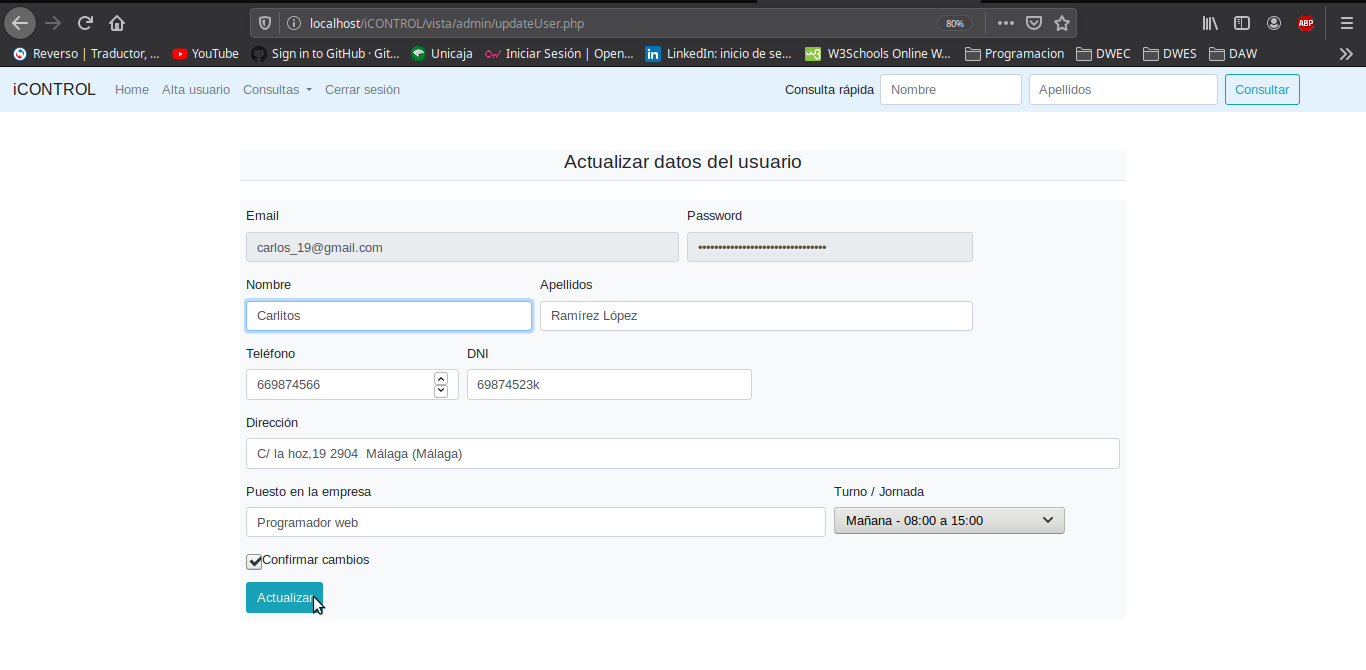 localhost/iCONTROL/vista/admin/updateUser.php 80%
Reverso | Traductor, ... YouTube Sign in to GitHub · Git... Unicaja Iniciar Sesión | Open... LinkedIn: inicio de se... W3Schools Online W... Programacion DWEC DWES DAW
iCONTROL Home Alta usuario Consultas Cerrar sesión Consulta rápida Nombre Apellidos Consultar
Actualizar datos del usuario
Email Password
carlos_19@gmail.com ••••••••••••••••••••••••••••••••
Nombre Apellidos
Carlitos Ramírez López
Teléfono DNI
669874566 69874523k
Dirección
C/ la hoz,19 2904  Málaga (Málaga)
Puesto en la empresa Turno / Jornada
Programador web Mañana - 08:00 a 15:00
Confirmar cambios
Actualizar